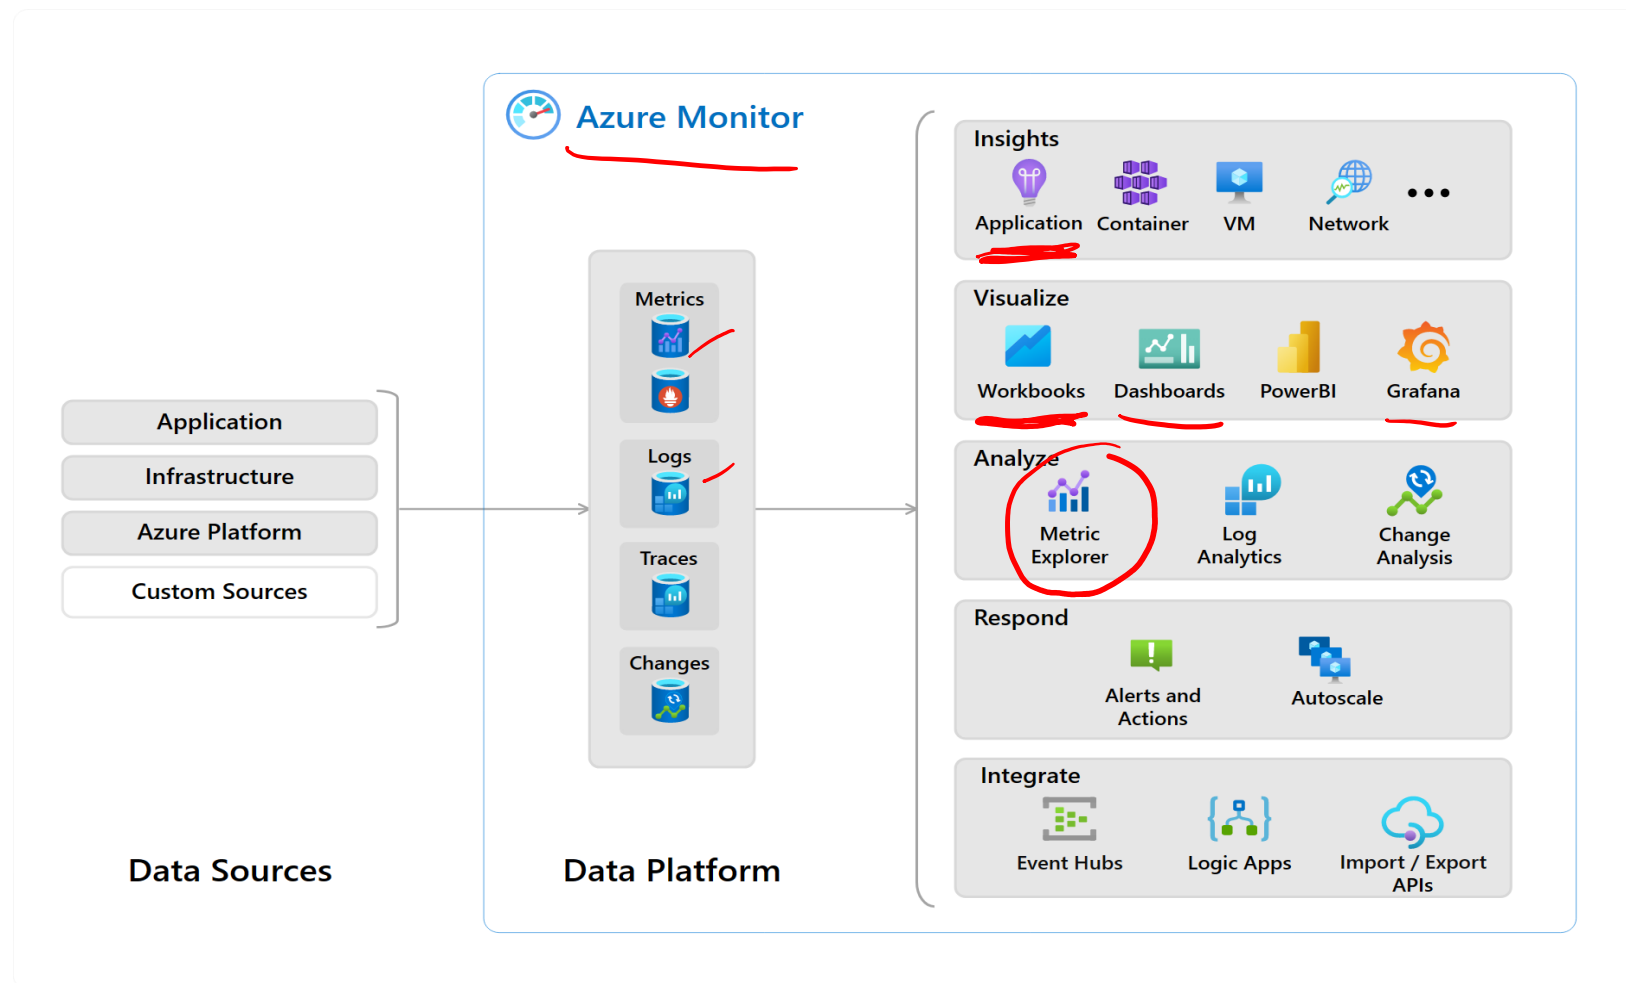 Azure Monitor
Application
Infrastructure
Azure Platform
Custom Sources
Data Sources
Metrics
Logs
Traces
Changes
Data Platform
Insights
Application
Container
VM
Network
Visualize
Workbooks
Dashboards
PowerBI
Grafana
Analyze
Metric
Explorer
Log
Analytics
Change
Analysis
Respond
Alerts and
Actions
Autoscale
Integrate
Event Hubs
Logic Apps
Import / Export
APIs